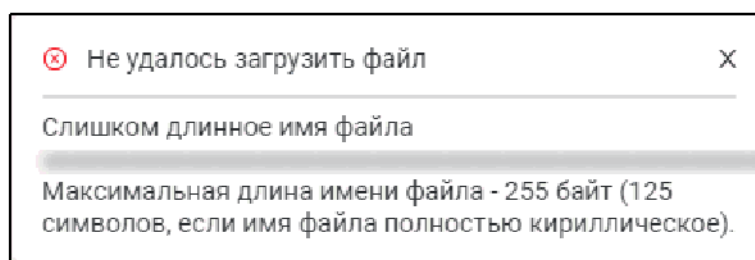 Не удалось загрузить файл
Слишком длинное имя файла
Максимальная длина имени файла - 255 байт (125
символов, если имя файла полностью кириллическое).